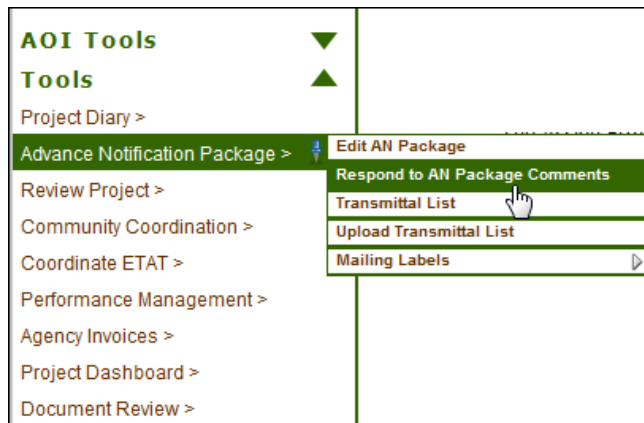 AOI Tools
Tools
Project Diary >
Advance Notification Package >
Edit AN Package
Respond to AN Package Comments
Transmittal List
Upload Transmittal List
Mailing Labels
Review Project >
Community Coordination >
Coordinate ETAT >
Performance Management >
Agency Invoices >
Project Dashboard >
Document Review >